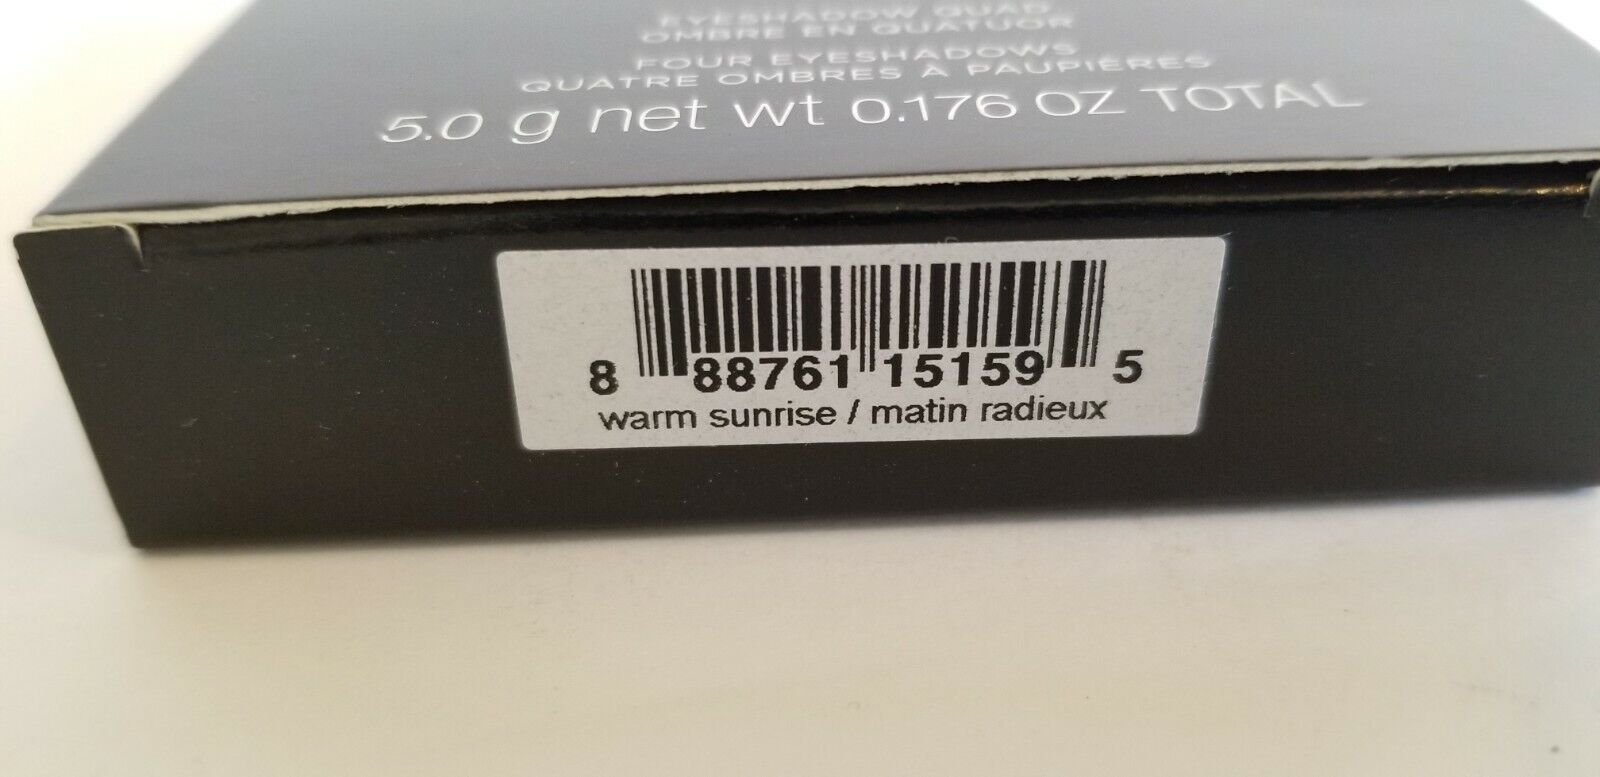 EYESHADOW QUAD
OMBRE EN QUATUOR
FOUR EYESHADOWS
QUATRE OMBRES À PAUPIÈRES
5.0 g net wt 0.176 OZ TOTAL
8 88761 15159 5
warm sunrise / matin radieux